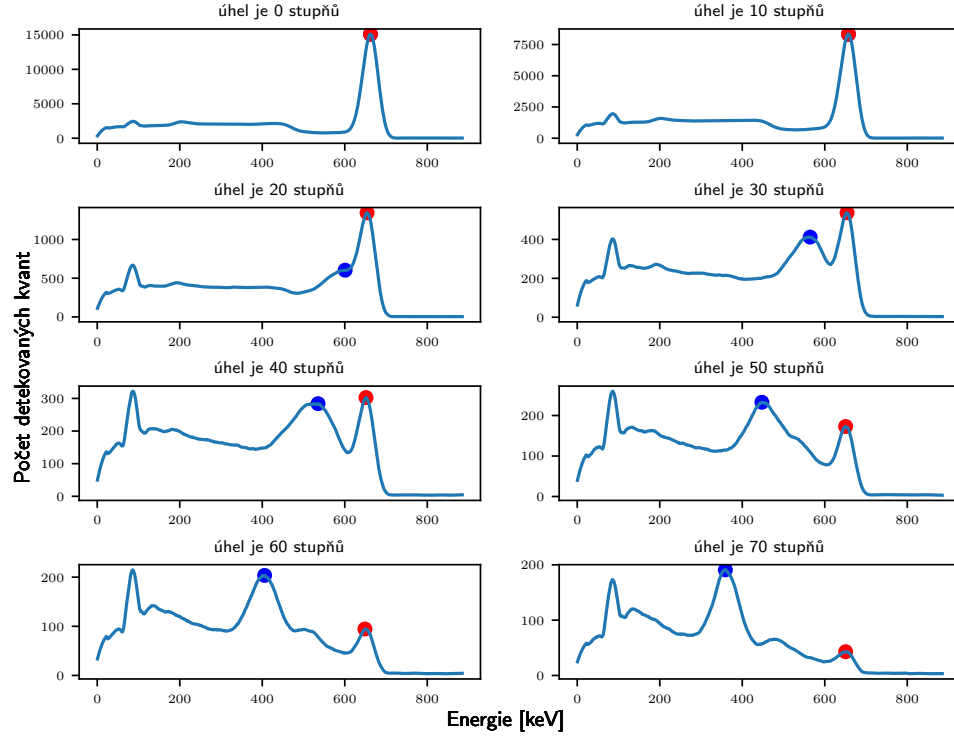 úhel je 0 stupňů
úhel je 10 stupňů
15000
10000
5000
0
0 200 400 600 800
7500
5000
2500
0
0 200 400 600 800
úhel je 20 stupňů
úhel je 30 stupňů
1000
500
0
0 200 400 600 800
400
200
0
0 200 400 600 800
Počet detekovaných kvant
úhel je 40 stupňů
úhel je 50 stupňů
300
200
100
0
0 200 400 600 800
200
100
0
0 200 400 600 800
úhel je 60 stupňů
úhel je 70 stupňů
200
100
0
0 200 400 600 800
200
100
0
0 200 400 600 800
Energie [keV]